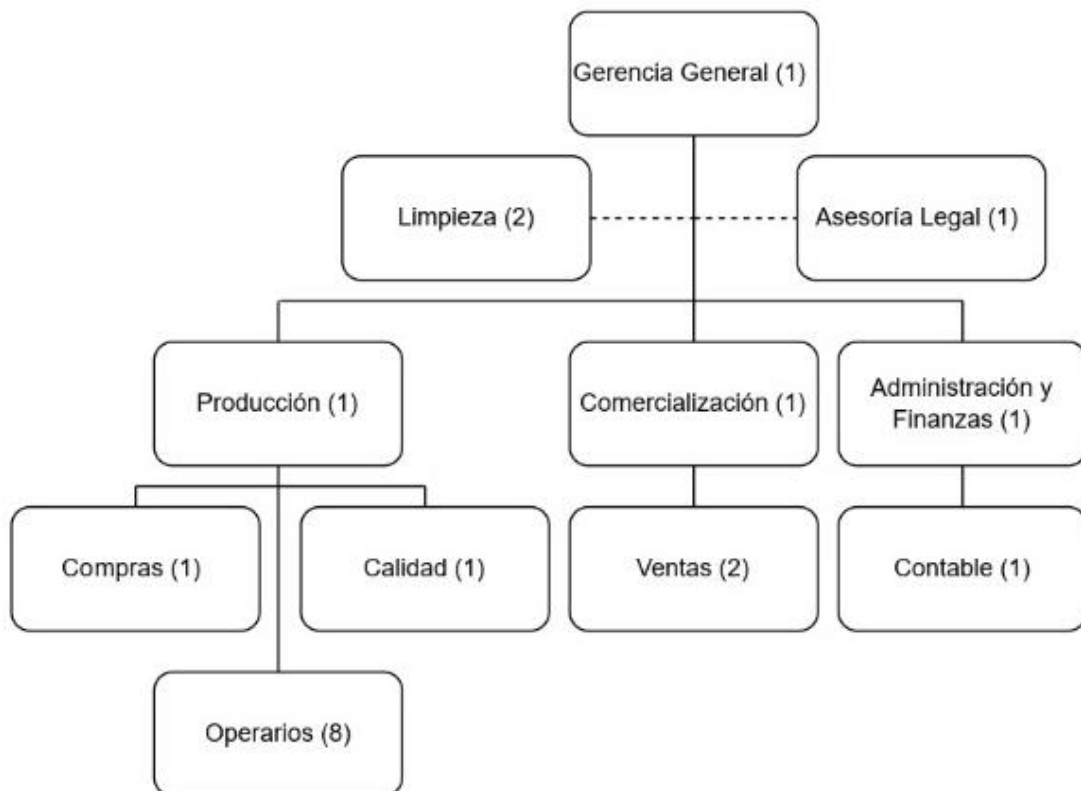 Gerencia General (1)
Limpieza (2)
Asesoría Legal (1)
Producción (1)
Comercialización (1)
Administración y
Finanzas (1)
Compras (1)
Calidad (1)
Ventas (2)
Contable (1)
Operarios (8)